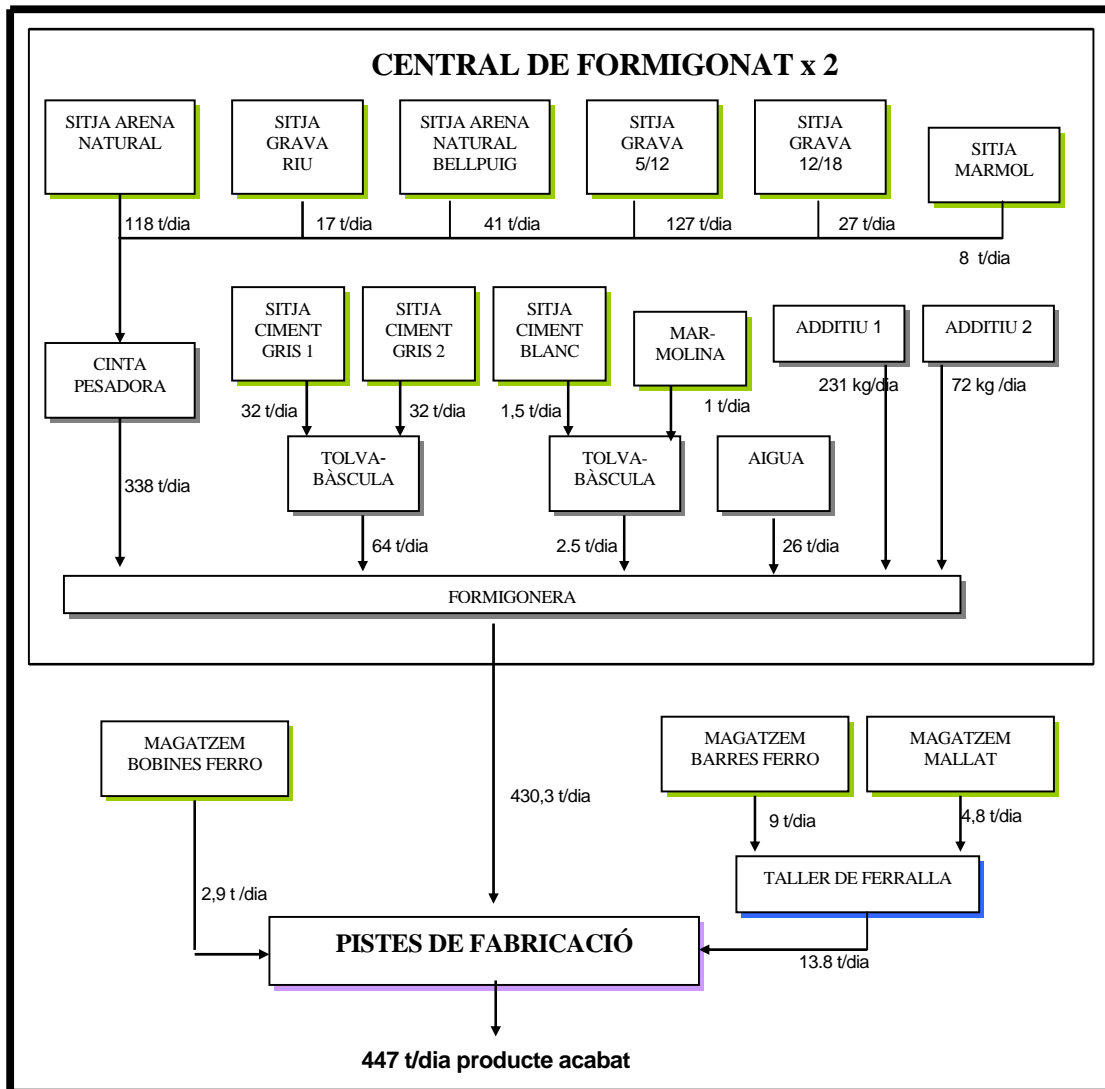 CENTRAL DE FORMIGONAT x 2
SITJA ARENA
NATURAL
SITJA
GRAVA
RIU
SITJA ARENA
NATURAL
BELLPUIG
SITJA
GRAVA
5/12
SITJA
GRAVA
12/18
SITJA
MARMOL
118 t/dia
17 t/dia
41 t/dia
127 t/dia
27 t/dia
8 t/dia
CINTA
PESADORA
SITJA
CIMENT
GRIS 1
SITJA
CIMENT
GRIS 2
SITJA
CIMENT
BLANC
MAR-
MOLINA
ADDITIU 1
ADDITIU 2
32 t/dia
32 t/dia
1,5 t/dia
1 t/dia
231 kg/dia
72 kg /dia
TOLVA-
BÀSCULA
TOLVA-
BÀSCULA
AIGUA
338 t/dia
64 t/dia
2.5 t/dia
26 t/dia
FORMIGONERA
MAGATZEM
BOBINES FERRO
MAGATZEM
BARRES FERRO
MAGATZEM
MALLAT
430,3 t/dia
9 t/dia
4,8 t/dia
TALLER DE FERRALLA
2,9 t /dia
PISTES DE FABRICACIÓ
13.8 t/dia
447 t/dia producte acabat